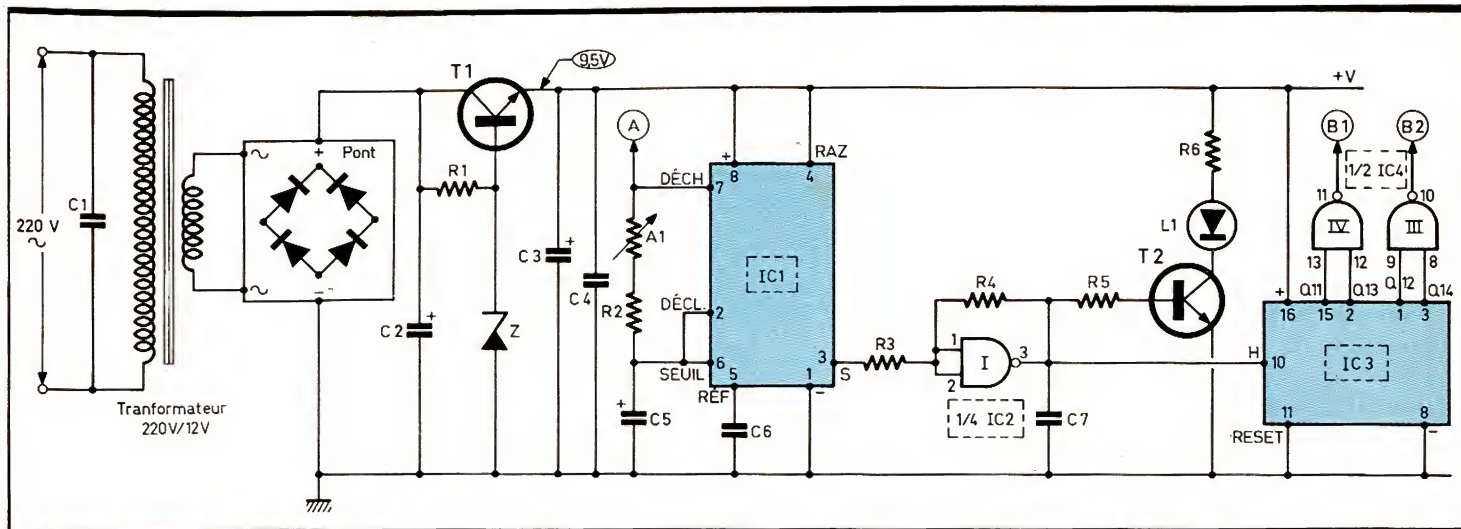 220 V
~
C1
Tranformateur
220V/12V
~
~
+
Pont
−
C2
R1
T1
Z
9,5V
C3
C4
A
A1
R2
C5
DÉCH
7
+
8
RAZ
4
IC1
DÉCL.
2
6
SEUIL
5
RÉF
1
−
3
S
C6
R3
R4
1
2
I
3
1/4 IC2
R5
C7
T2
L1
R6
+V
B1
B2
1/2 IC4
11
10
IV
III
13
12
9
8
Q11
Q13
Q12
Q14
+
16
15
2
1
3
H
10
IC3
11
RESET
8
−